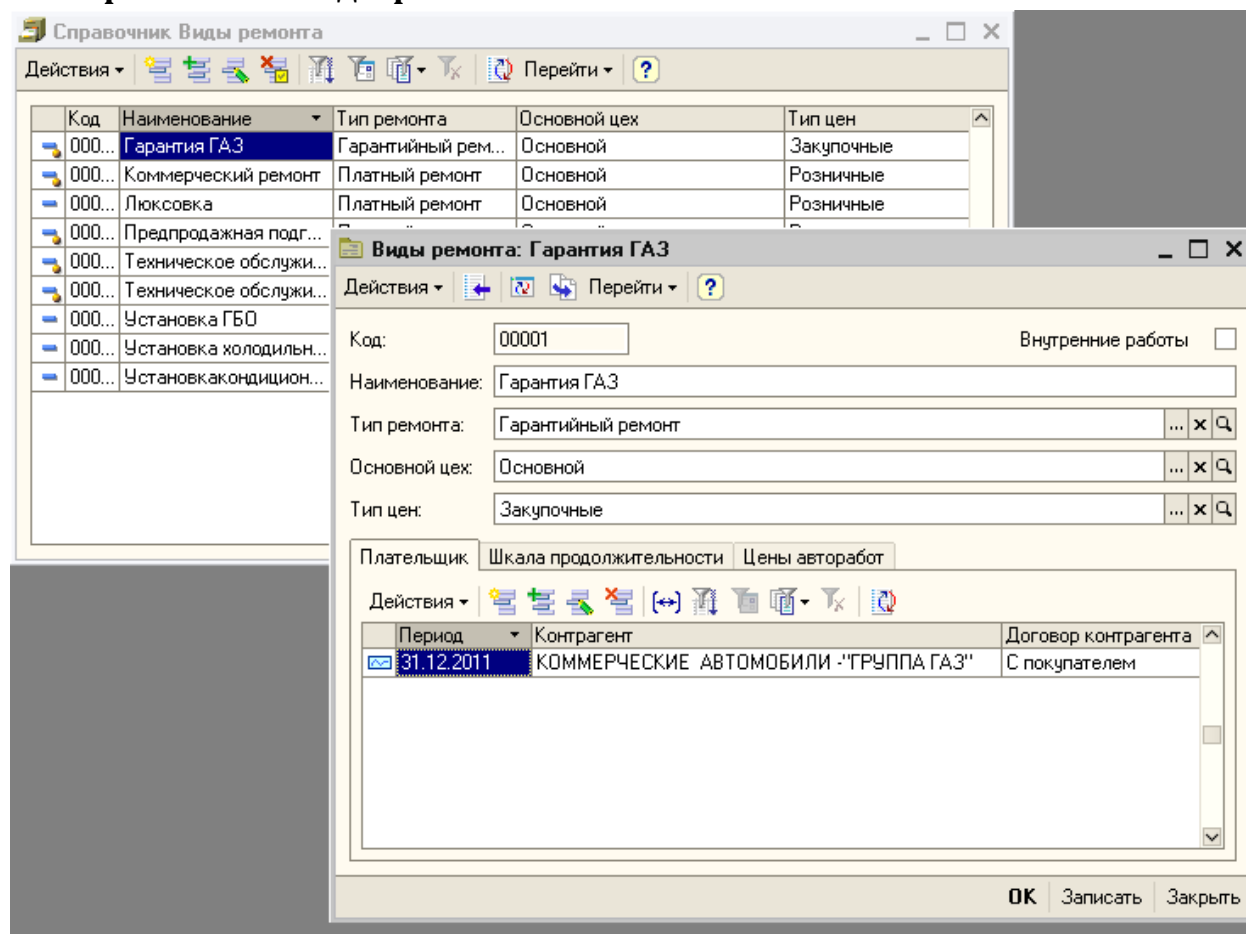 Справочник Виды ремонта
Действия Перейти ?
Код Наименование Тип ремонта Основной цех Тип цен
000... Гарантия ГАЗ Гарантийный рем... Основной Закупочные
000... Коммерческий ремонт Платный ремонт Основной Розничные
000... Люксовка Платный ремонт Основной Розничные
000... Предпродажная подг...
000... Техническое обслужи...
000... Техническое обслужи...
000... Установка ГБО
000... Установка холодильн...
000... Установкакондицион...
Виды ремонта: Гарантия ГАЗ
Действия Перейти ?
Код: 00001 Внутренние работы
Наименование: Гарантия ГАЗ
Тип ремонта: Гарантийный ремонт ...
Основной цех: Основной ...
Тип цен: Закупочные ...
Плательщик Шкала продолжительности Цены авторабот
Действия
Период Контрагент Договор контрагента
31.12.2011 КОММЕРЧЕСКИЕ АВТОМОБИЛИ -"ГРУППА ГАЗ" С покупателем
OK Записать Закрыть